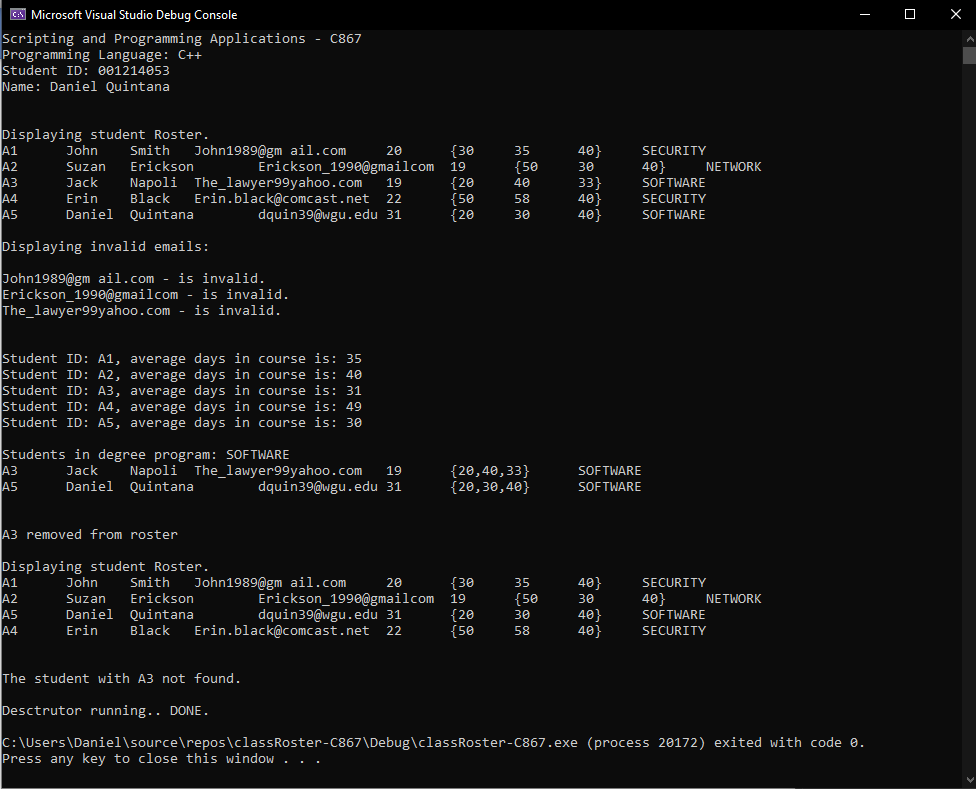 Microsoft Visual Studio Debug Console
Scripting and Programming Applications - C867
Programming Language: C++
Student ID: 001214053
Name: Daniel Quintana
Displaying student Roster.
A1 John Smith John1989@gm ail.com 20 {30 35 40} SECURITY
A2 Suzan Erickson Erickson_1990@gmailcom 19 {50 30 40} NETWORK
A3 Jack Napoli The_lawyer99yahoo.com 19 {20 40 33} SOFTWARE
A4 Erin Black Erin.black@comcast.net 22 {50 58 40} SECURITY
A5 Daniel Quintana dquin39@wgu.edu 31 {20 30 40} SOFTWARE
Displaying invalid emails:
John1989@gm ail.com - is invalid.
Erickson_1990@gmailcom - is invalid.
The_lawyer99yahoo.com - is invalid.
Student ID: A1, average days in course is: 35
Student ID: A2, average days in course is: 40
Student ID: A3, average days in course is: 31
Student ID: A4, average days in course is: 49
Student ID: A5, average days in course is: 30
Students in degree program: SOFTWARE
A3 Jack Napoli The_lawyer99yahoo.com 19 {20,40,33} SOFTWARE
A5 Daniel Quintana dquin39@wgu.edu 31 {20,30,40} SOFTWARE
A3 removed from roster
Displaying student Roster.
A1 John Smith John1989@gm ail.com 20 {30 35 40} SECURITY
A2 Suzan Erickson Erickson_1990@gmailcom 19 {50 30 40} NETWORK
A5 Daniel Quintana dquin39@wgu.edu 31 {20 30 40} SOFTWARE
A4 Erin Black Erin.black@comcast.net 22 {50 58 40} SECURITY
The student with A3 not found.
Desctrutor running.. DONE.
C:\Users\Daniel\source\repos\classRoster-C867\Debug\classRoster-C867.exe (process 20172) exited with code 0.
Press any key to close this window . . .